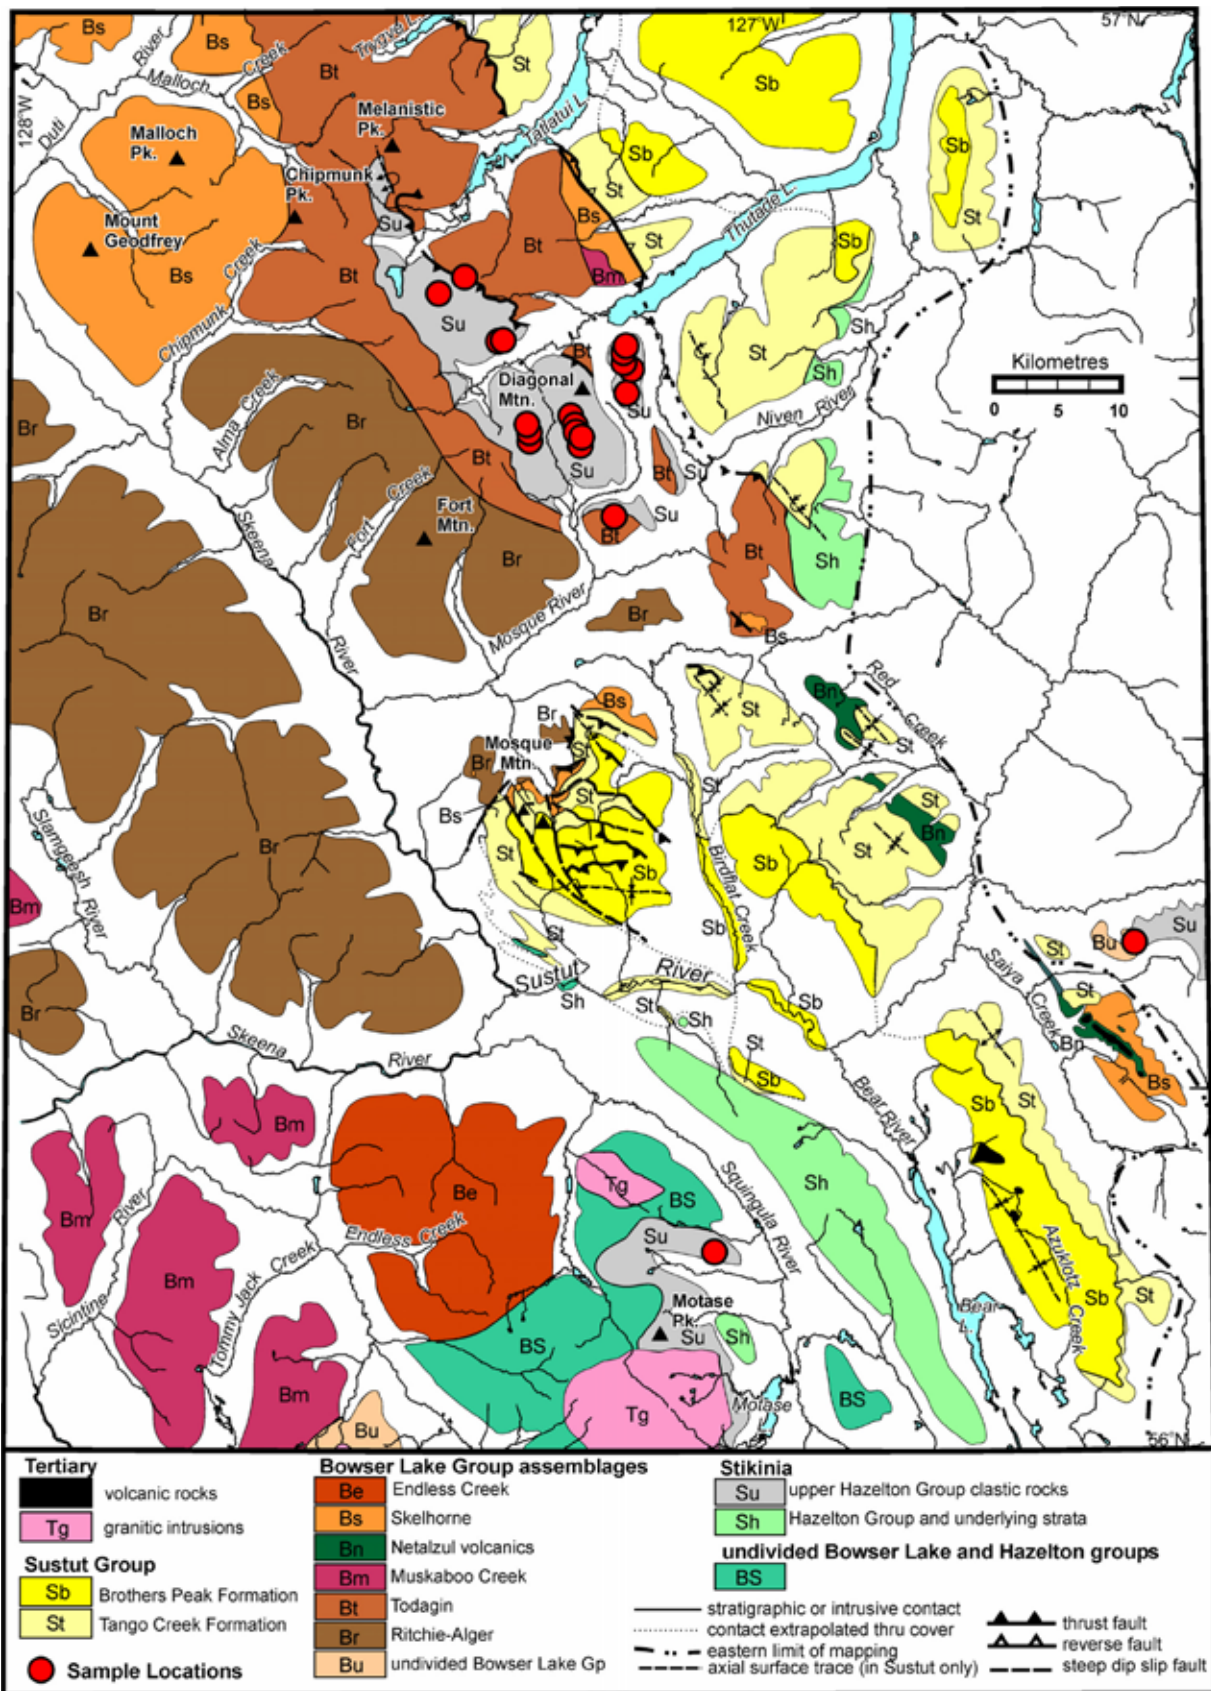 Bs
River
Bs
Creek
Trygve L.
Bt
St
127°W
57°N
Malloch
Duti
128°W
Bs
Melanistic
Pk.
Tatlatui L.
Sb
Malloch
Pk.
Chipmunk
Pk.
Sb
St
Sb
St
Mount
Geodfrey
Bs
Creek
Su
Bt
Bs
St
Thutade L.
Sb
Bt
Bm
Chipmunk
Su
St
Sh
Sh
Kilometres
0 5 10
Bt
Diagonal
Mtn.
Su
Niven River
Alma Creek
Br
Bt
Su
Bt
Su
Creek
Fort
Fort
Mtn.
Su
Bt
Bt
Sh
Skeena
Br
Br
Mosque River
Br
Bs
River
Red
Creek
Bn
St
St
Bs
Br
Mosque
Mtn.
Br
St
St
Bs
St
St
Bn
St
Sb
Sb
Birdflat Creek
Slamgeesh
River
Br
Bm
St
Sb
Su
Bu
St
Sustut
River
Saiya
Creek
Sh
St
Sh
Sb
St
Bn
Bs
Br
Skeena
River
St
Sb
Bear River
Sb
St
Bm
Be
Tg
BS
Squingula
River
Sh
Bm
River
Endless Creek
Su
Azuklotz
Creek
Bm
Creek
Sicintine
Tommy Jack
Motase
Pk.
Su
Sh
Bear
L.
Sb
St
BS
Bm
Bu
Tg
Motase
BS
56°N
Tertiary
volcanic rocks
Tg granitic intrusions
Sustut Group
Sb Brothers Peak Formation
St Tango Creek Formation
Sample Locations
Bowser Lake Group assemblages
Be Endless Creek
Bs Skelhorne
Bn Netalzul volcanics
Bm Muskaboo Creek
Bt Todagin
Br Ritchie-Alger
Bu undivided Bowser Lake Gp
Stikinia
Su upper Hazelton Group clastic rocks
Sh Hazelton Group and underlying strata
undivided Bowser Lake and Hazelton groups
BS
stratigraphic or intrusive contact
contact extrapolated thru cover
eastern limit of mapping
axial surface trace (in Sustut only)
thrust fault
reverse fault
steep dip slip fault